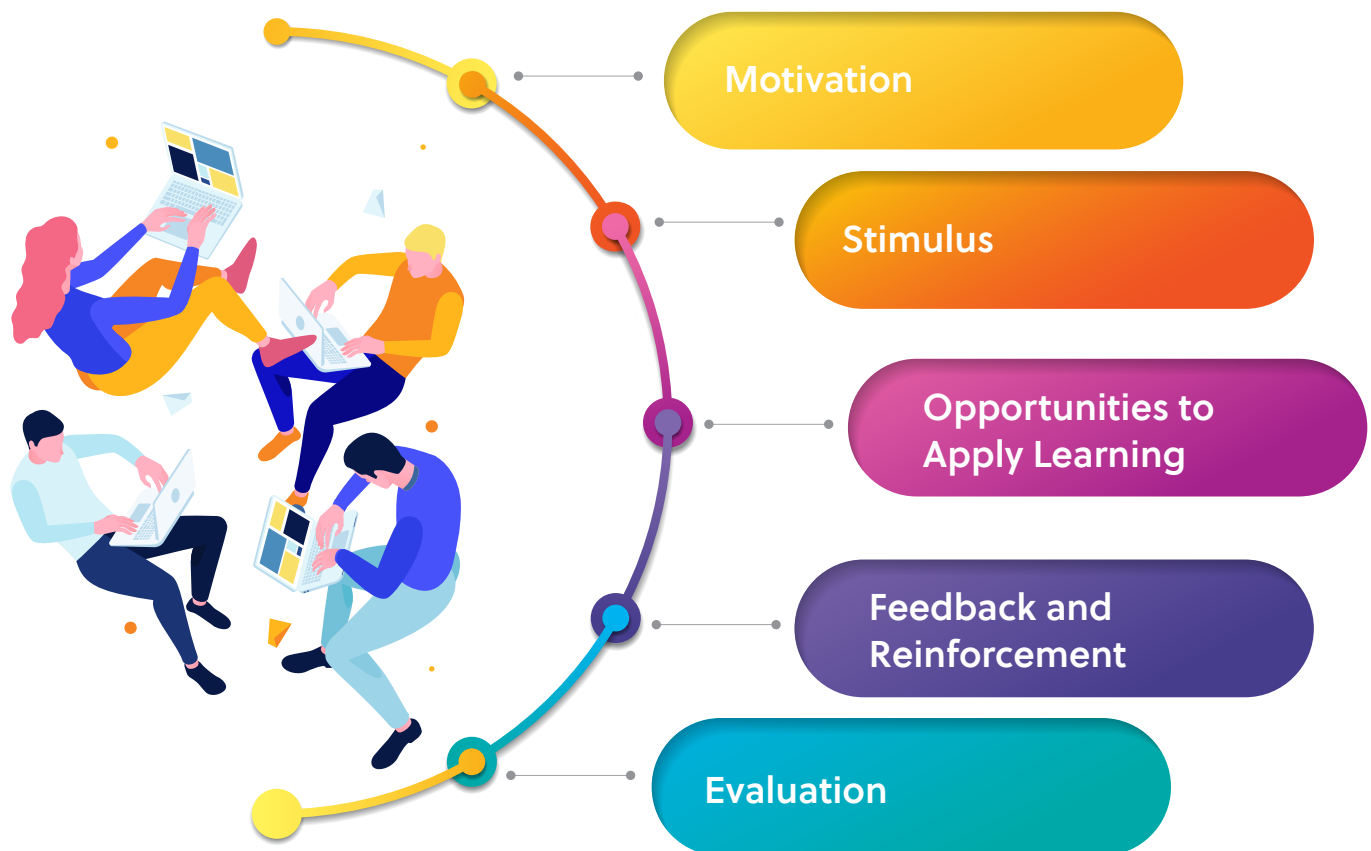 Motivation
Stimulus
Opportunities to
Apply Learning
Feedback and
Reinforcement
Evaluation